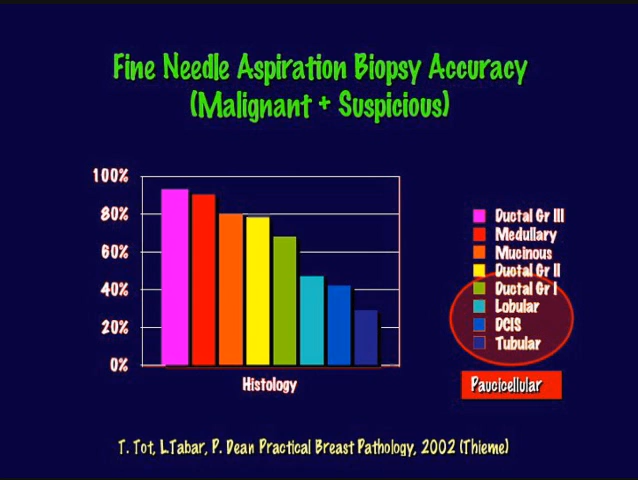 Fine Needle Aspiration Biopsy Accuracy
(Malignant + Suspicious)
100%
80%
60%
40%
20%
0%
Histology
Ductal Gr III
Medullary
Mucinous
Ductal Gr II
Ductal Gr I
Lobular
DCIS
Tubular
Paucicellular
T. Tot, L.Tabar, P. Dean Practical Breast Pathology, 2002 (Thieme)